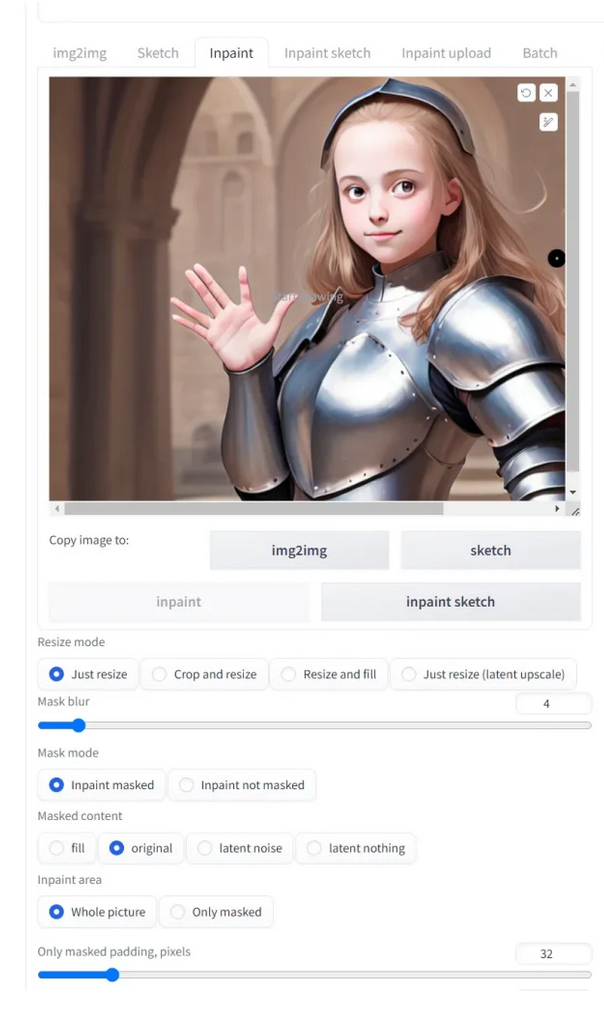 img2img Sketch Inpaint Inpaint sketch Inpaint upload Batch
Start drawing
Copy image to:
img2img sketch
inpaint inpaint sketch
Resize mode
Just resize Crop and resize Resize and fill Just resize (latent upscale)
Mask blur 4
Mask mode
Inpaint masked Inpaint not masked
Masked content
fill original latent noise latent nothing
Inpaint area
Whole picture Only masked
Only masked padding, pixels 32